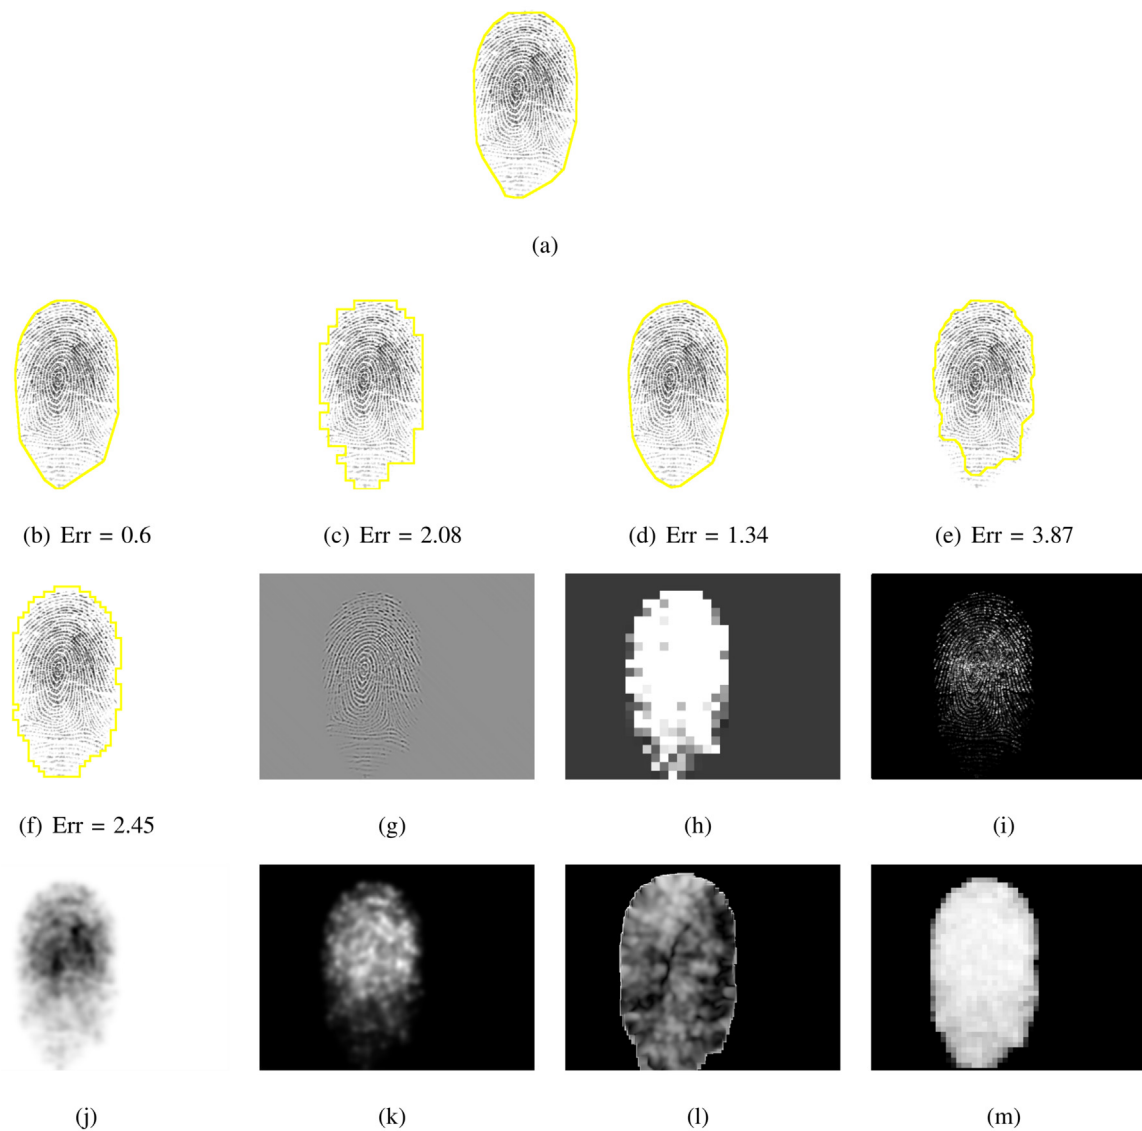 (a)
(b) Err = 0.6
(c) Err = 2.08
(d) Err = 1.34
(e) Err = 3.87
(f) Err = 2.45
(g)
(h)
(i)
(j)
(k)
(l)
(m)